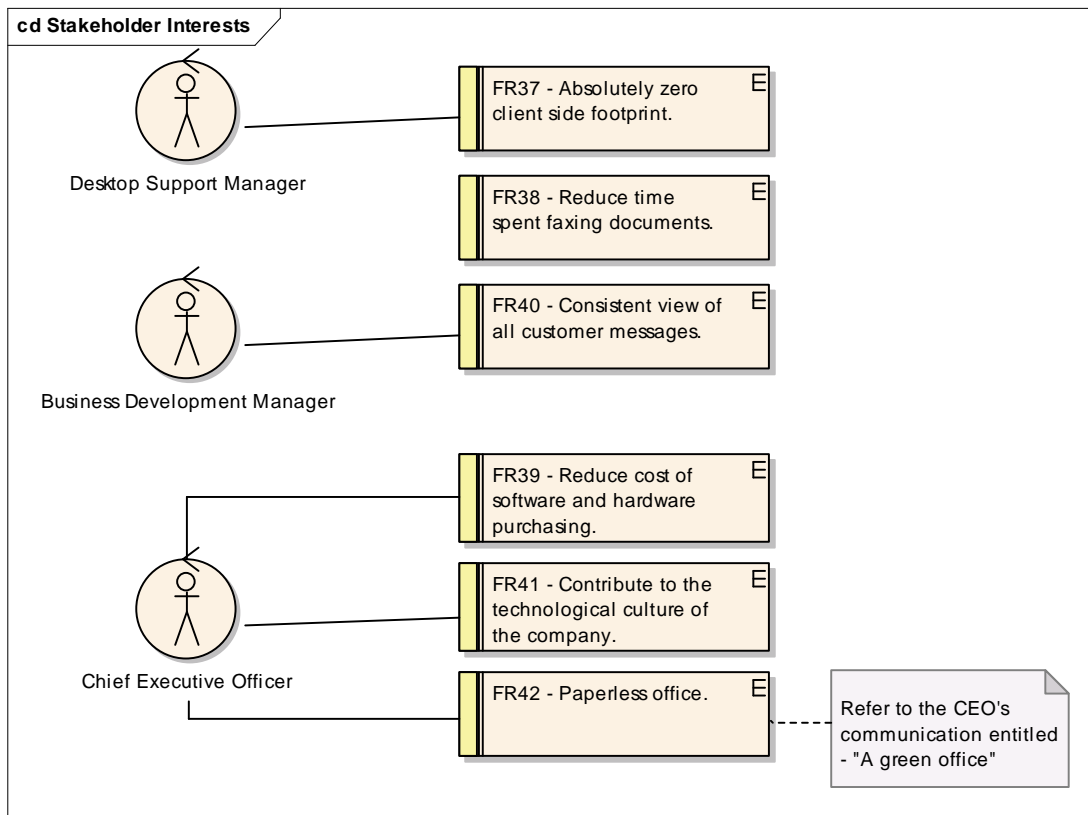 cd Stakeholder Interests
FR37 - Absolutely zero
client side footprint.
Desktop Support Manager
FR38 - Reduce time
spent faxing documents.
FR40 - Consistent view of
all customer messages.
Business Development Manager
FR39 - Reduce cost of
software and hardware
purchasing.
FR41 - Contribute to the
technological culture of
the company.
Chief Executive Officer
FR42 - Paperless office.
Refer to the CEO's
communication entitled
- "A green office"